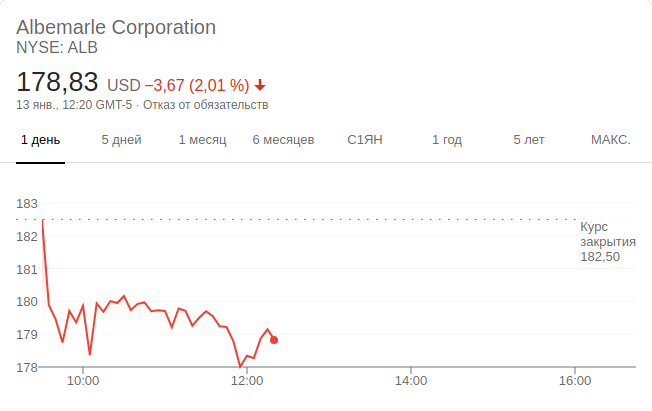 Albemarle Corporation
NYSE: ALB
178,83 USD −3,67 (2,01 %)
13 янв., 12:20 GMT-5 · Отказ от обязательств
1 день 5 дней 1 месяц 6 месяцев С1ЯН 1 год 5 лет МАКС.
183
182
181
180
179
178
Курс
закрытия
182,50
10:00 12:00 14:00 16:00